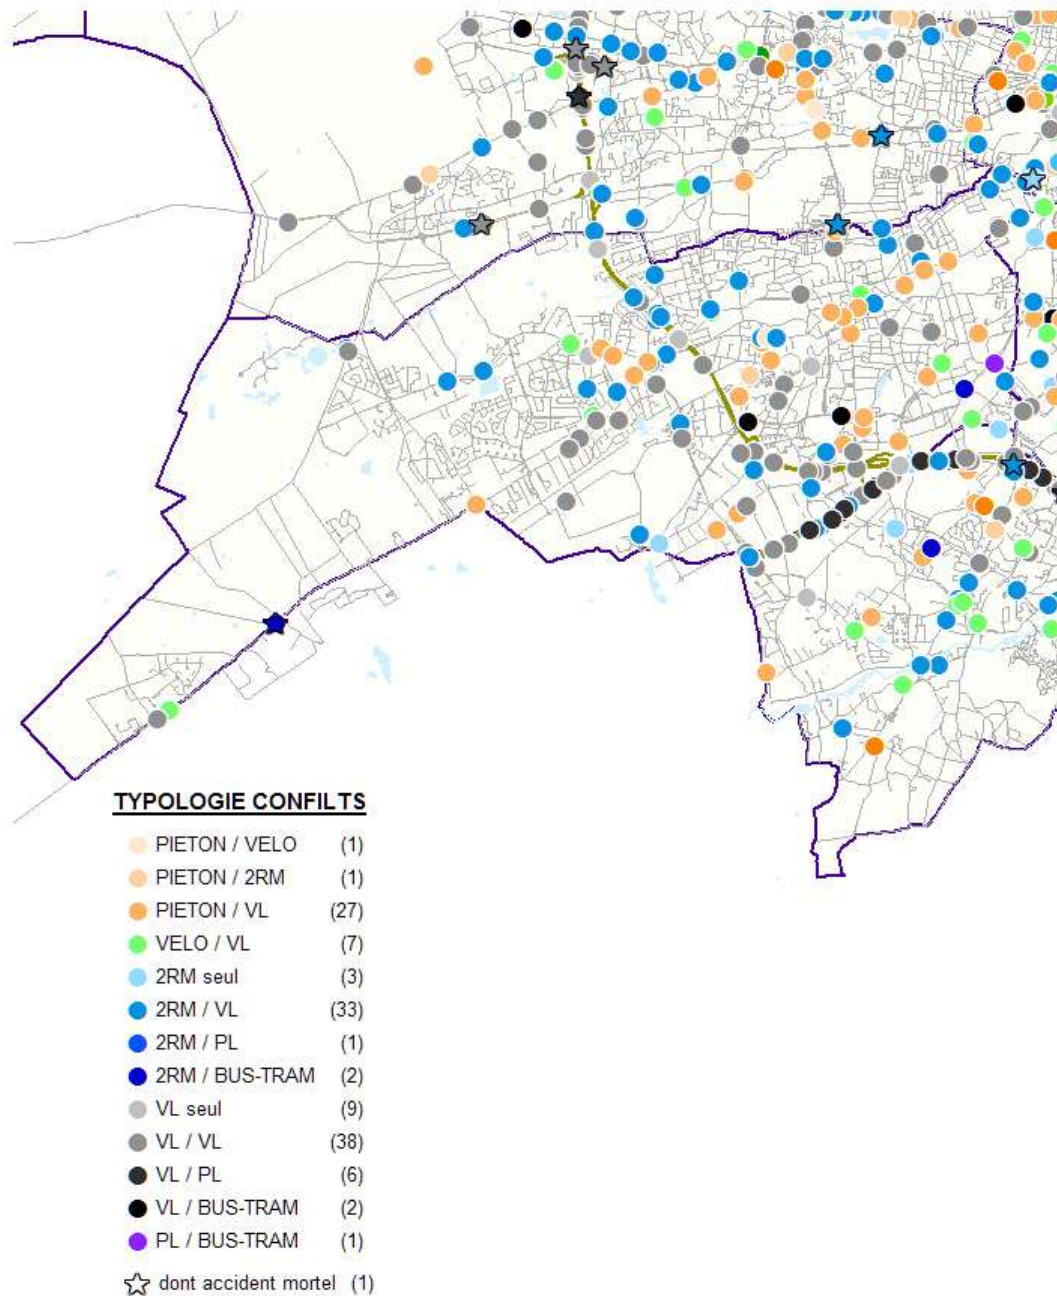 TYPOLOGIE CONFILTS
PIETON / VELO (1)
PIETON / 2RM (1)
PIETON / VL (27)
VELO / VL (7)
2RM seul (3)
2RM / VL (33)
2RM / PL (1)
2RM / BUS-TRAM (2)
VL seul (9)
VL / VL (38)
VL / PL (6)
VL / BUS-TRAM (2)
PL / BUS-TRAM (1)
dont accident mortel (1)